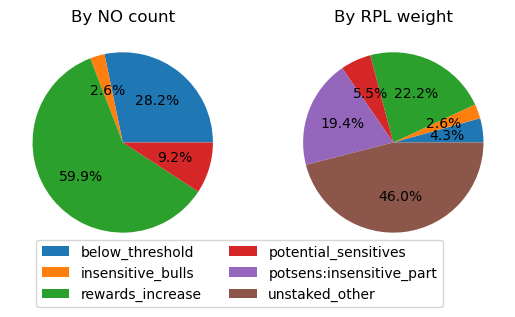 By NO count
By RPL weight
2.6%
28.2%
59.9%
9.2%
5.5%
22.2%
2.6%
4.3%
19.4%
46.0%
below_threshold
insensitive_bulls
rewards_increase
potential_sensitives
potsens:insensitive_part
unstaked_other